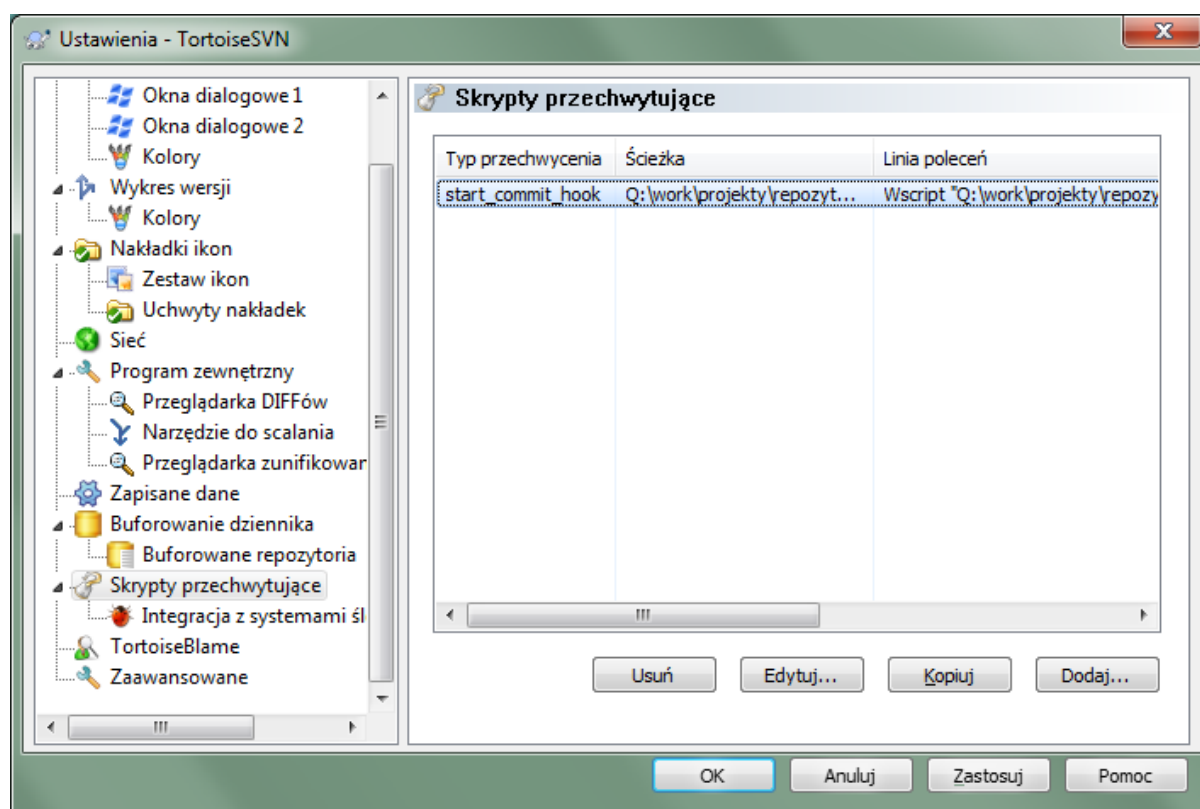 Ustawienia - TortoiseSVN
Okna dialogowe 1
Okna dialogowe 2
Kolory
Wykres wersji
Kolory
Nakładki ikon
Zestaw ikon
Uchwyty nakładek
Sieć
Program zewnętrzny
Przeglądarka DIFFów
Narzędzie do scalania
Przeglądarka zunifikowar
Zapisane dane
Buforowanie dziennika
Buforowane repozytoria
Skrypty przechwytujące
Integracja z systemami śl
TortoiseBlame
Zaawansowane
Skrypty przechwytujące
Typ przechwycenia Ścieżka Linia poleceń
start_commit_hook Q:\work\projekty\repozyt... Wscript "Q:\work\projekty\repozy
Usuń Edytuj... Kopiuj Dodaj...
OK Anuluj Zastosuj Pomoc